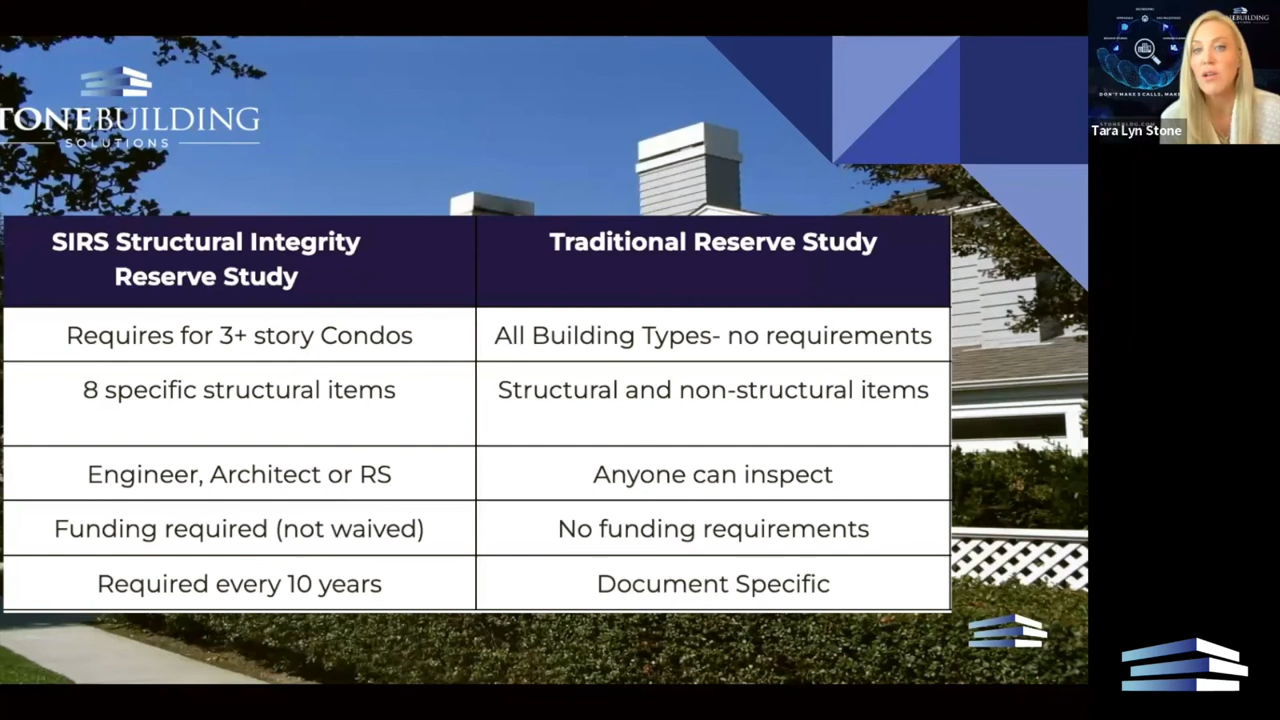 TONEBUILDING
SOLUTIONS
SIRS Structural Integrity
Reserve Study
Traditional Reserve Study
Requires for 3+ story Condos
All Building Types- no requirements
8 specific structural items
Structural and non-structural items
Engineer, Architect or RS
Anyone can inspect
Funding required (not waived)
No funding requirements
Required every 10 years
Document Specific
Tara Lyn Stone